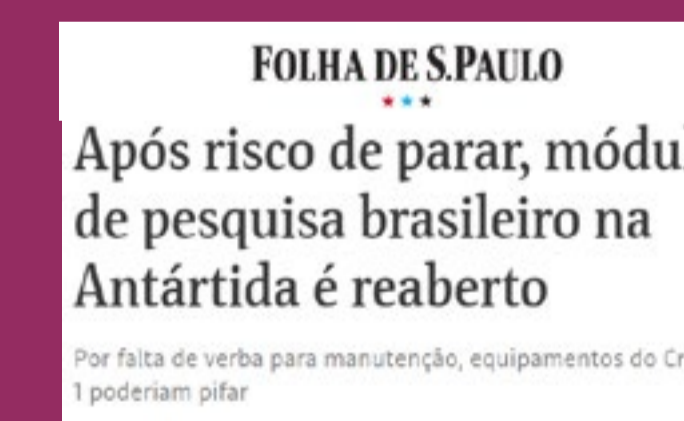 FOLHA DE S.PAULO
Após risco de parar, módul
de pesquisa brasileiro na
Antártida é reaberto
Por falta de verba para manutenção, equipamentos do Cr
1 poderiam pifar